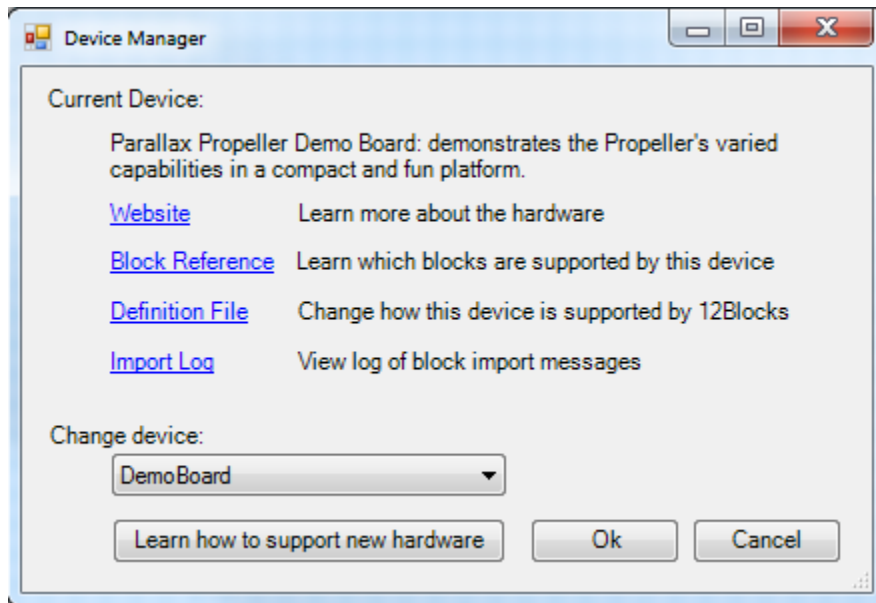 Device Manager
Current Device:
Parallax Propeller Demo Board: demonstrates the Propeller's varied
capabilities in a compact and fun platform.
Website Learn more about the hardware
Block Reference Learn which blocks are supported by this device
Definition File Change how this device is supported by 12Blocks
Import Log View log of block import messages
Change device:
DemoBoard
Learn how to support new hardware Ok Cancel